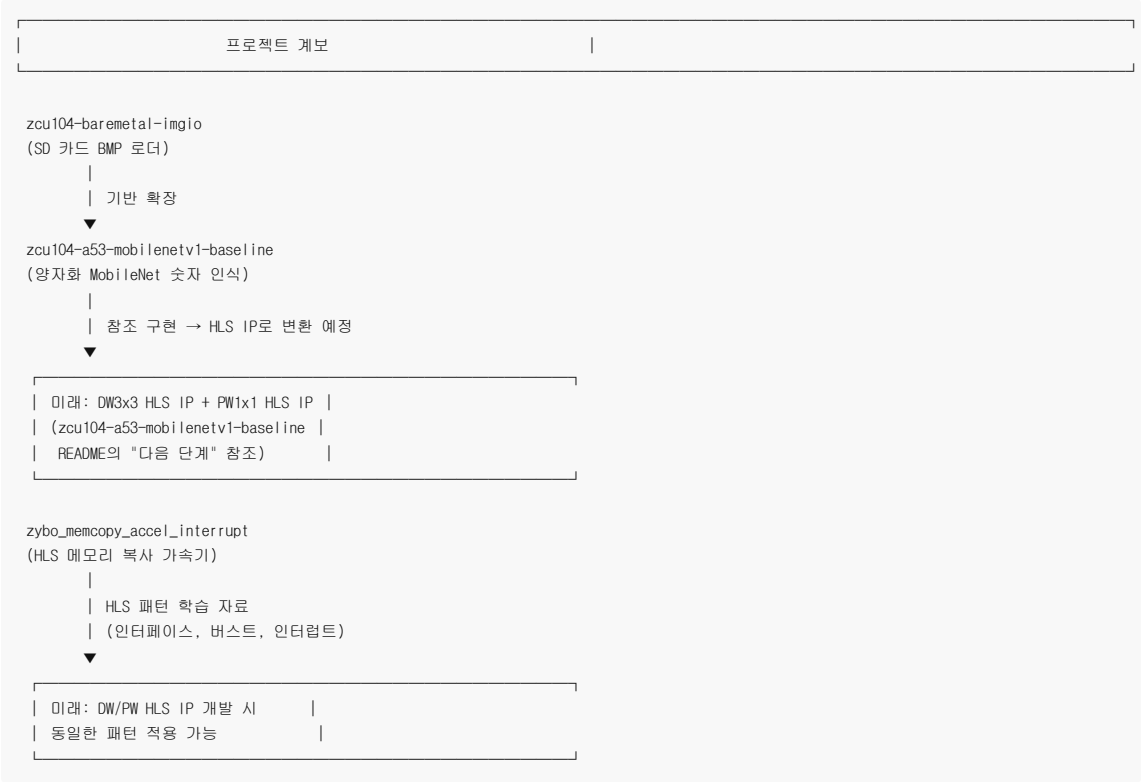 프로젝트 계보
zcu104-baremetal-imgio
(SD 카드 BMP 로더)
기반 확장
zcu104-a53-mobilenetv1-baseline
(양자화 MobileNet 숫자 인식)
참조 구현 → HLS IP로 변환 예정
미래: DW3x3 HLS IP + PW1x1 HLS IP
(zcu104-a53-mobilenetv1-baseline
README의 "다음 단계" 참조)
zybo_memcopy_accel_interrupt
(HLS 메모리 복사 가속기)
HLS 패턴 학습 자료
(인터페이스, 버스트, 인터럽트)
미래: DW/PW HLS IP 개발 시
동일한 패턴 적용 가능